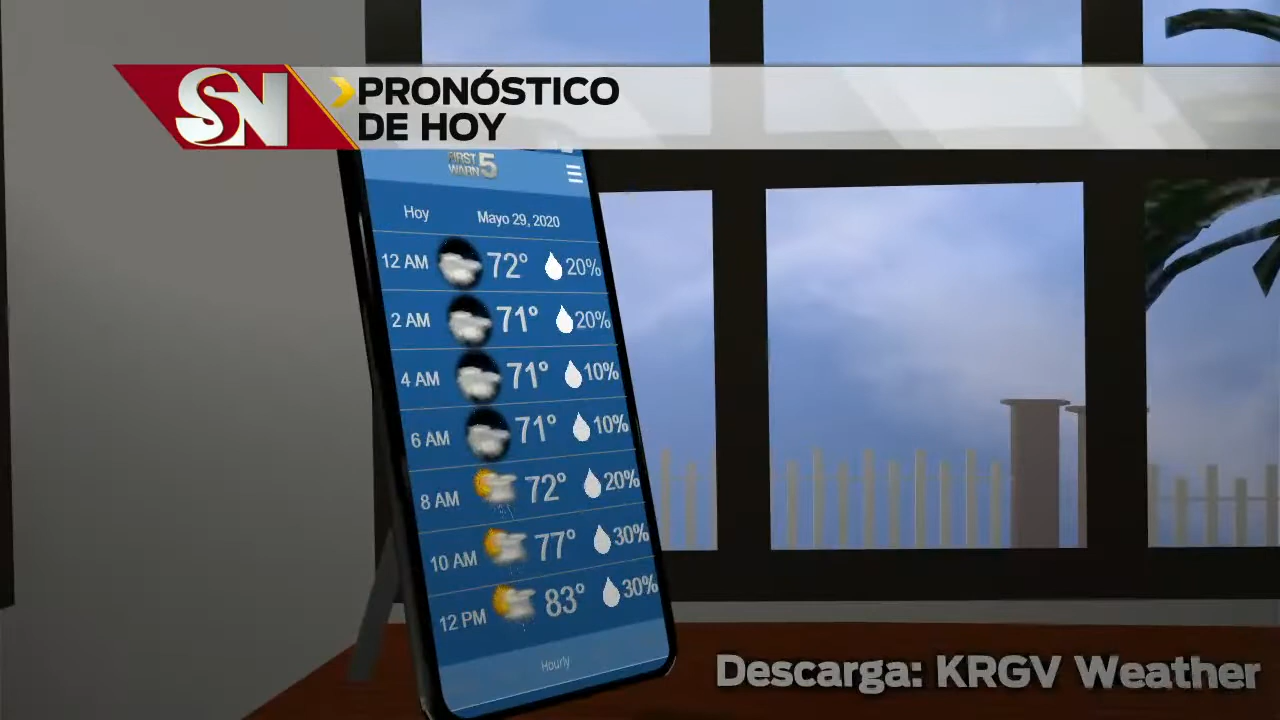 SN
PRONÓSTICO
DE HOY
FIRST
WARN 5
Hoy Mayo 29, 2020
12 AM 72° 20%
2 AM 71° 20%
4 AM 71° 10%
6 AM 71° 10%
8 AM 72° 20%
10 AM 77° 30%
12 PM 83° 30%
Hourly
Descarga: KRGV Weather